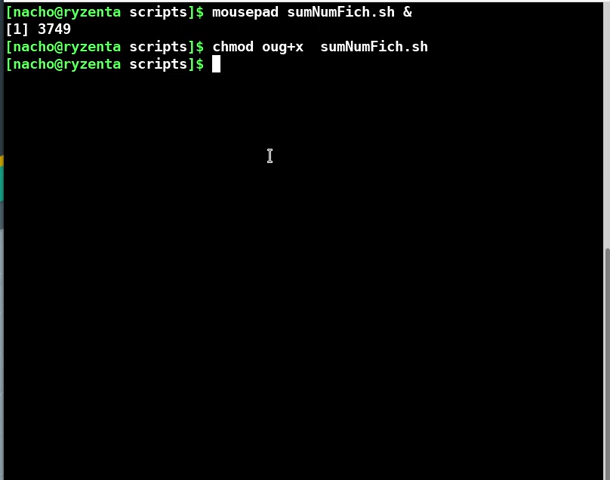 [nacho@ryzenta scripts]$ mousepad sumNumFich.sh &
[1] 3749
[nacho@ryzenta scripts]$ chmod oug+x  sumNumFich.sh
[nacho@ryzenta scripts]$